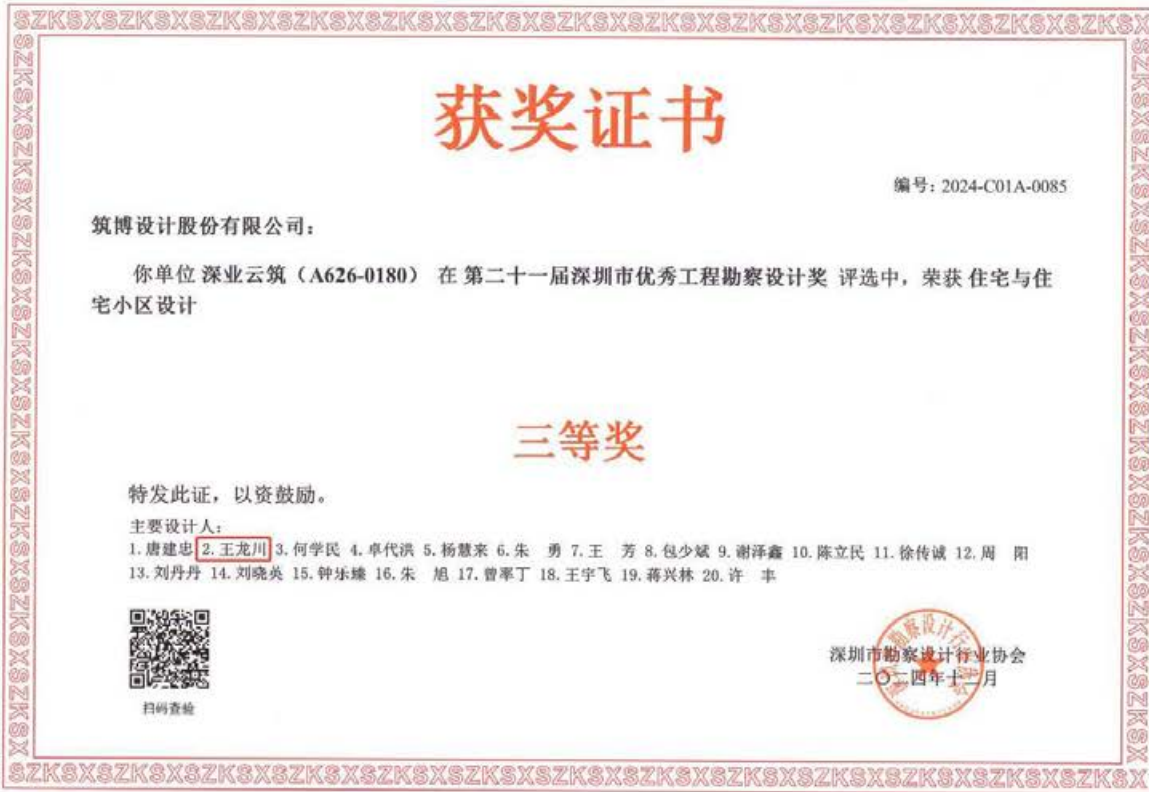 SZKSXSZKSXSZKSXSZKSXSZKSXSZKSXSZKSXSZKSXSZKSXSZKSX
获奖证书
编号：2024-C01A-0085
筑博设计股份有限公司：
你单位 深业云筑（A626-0180） 在 第二十一届深圳市优秀工程勘察设计奖 评选中，荣获 住宅与住
宅小区设计
三等奖
特发此证，以资鼓励。
主要设计人：
1.唐建忠 2.王龙川 3.何学民 4.卓代洪 5.杨慧来 6.朱　勇 7.王　芳 8.包少斌 9.谢泽鑫 10.陈立民 11.徐传诚 12.周　阳
13.刘丹丹 14.刘晓英 15.钟乐臻 16.朱　旭 17.曾率丁 18.王宇飞 19.蒋兴林 20.许　丰
扫码查验
深圳市勘察设计行业协会
二〇二四年十二月